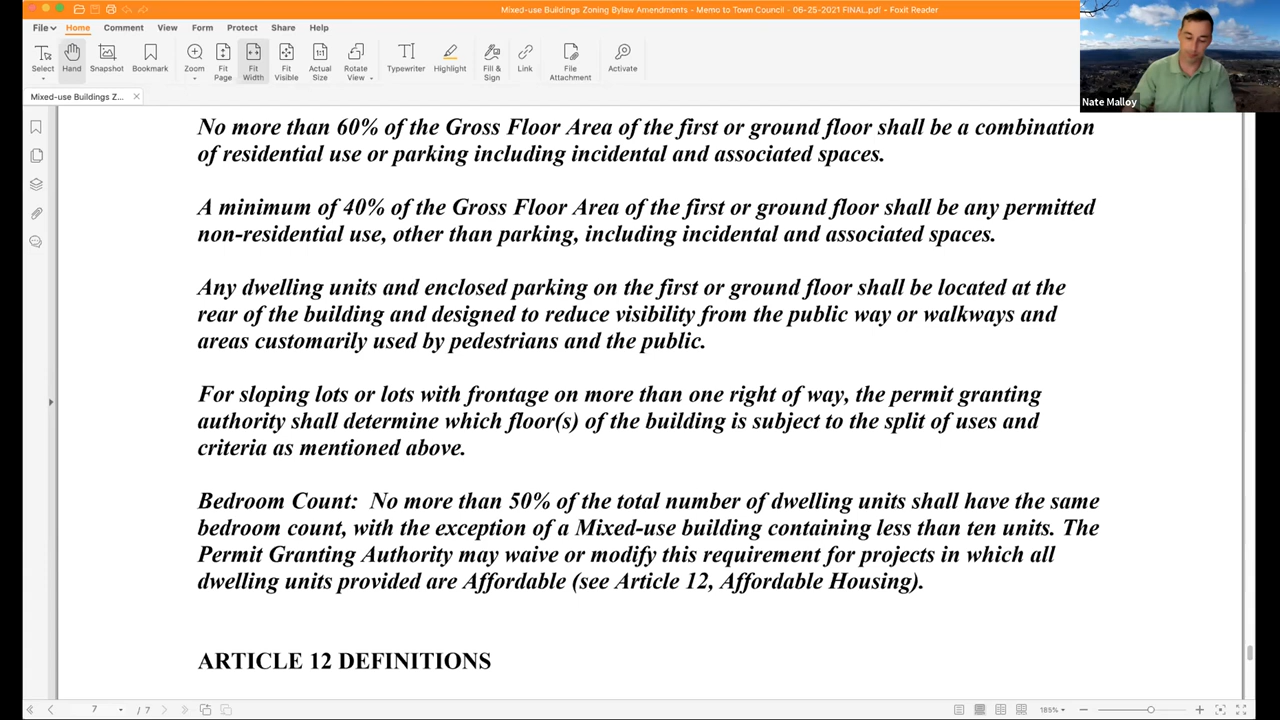 Mixed-use Buildings Zoning Bylaw Amendments - Memo to Town Council - 06-25-2021 FINAL.pdf - Foxit Reader
File Home Comment View Form Protect Share Help
Select Hand Snapshot Bookmark Zoom Fit Page Fit Width Fit Visible Actual Size Rotate View Typewriter Highlight Fill & Sign Link File Attachment Activate
Nate Malloy
Mixed-use Buildings Z...
No more than 60% of the Gross Floor Area of the first or ground floor shall be a combination
of residential use or parking including incidental and associated spaces.
A minimum of 40% of the Gross Floor Area of the first or ground floor shall be any permitted
non-residential use, other than parking, including incidental and associated spaces.
Any dwelling units and enclosed parking on the first or ground floor shall be located at the
rear of the building and designed to reduce visibility from the public way or walkways and
areas customarily used by pedestrians and the public.
For sloping lots or lots with frontage on more than one right of way, the permit granting
authority shall determine which floor(s) of the building is subject to the split of uses and
criteria as mentioned above.
Bedroom Count: No more than 50% of the total number of dwelling units shall have the same
bedroom count, with the exception of a Mixed-use building containing less than ten units. The
Permit Granting Authority may waive or modify this requirement for projects in which all
dwelling units provided are Affordable (see Article 12, Affordable Housing).
ARTICLE 12 DEFINITIONS
7 / 7 185%